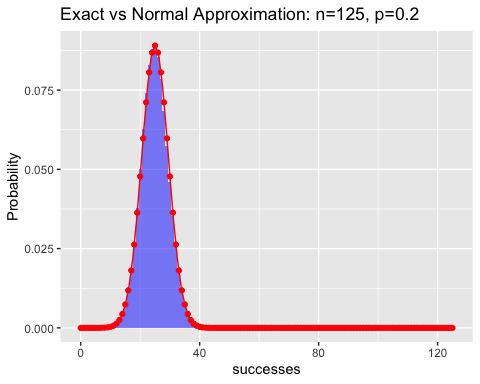 Exact vs Normal Approximation: n=125, p=0.2
Probability
0.075
0.050
0.025
0.000
0
40
80
120
successes